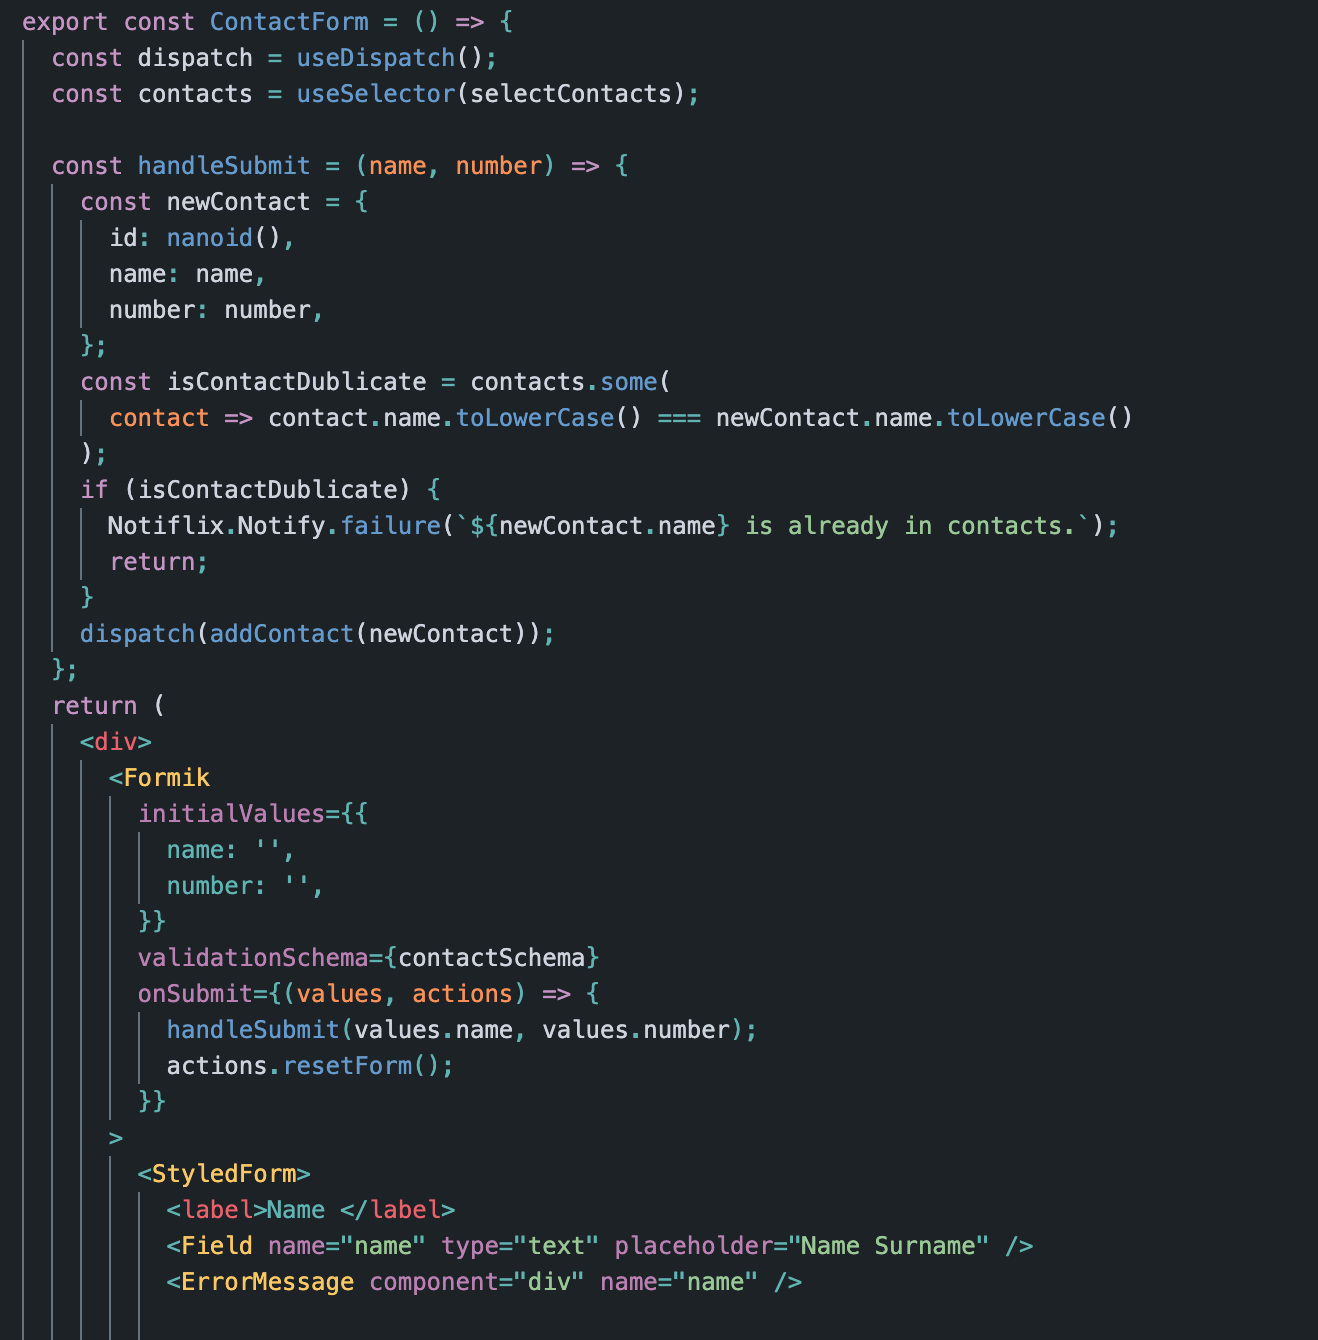 export const ContactForm = () => {
  const dispatch = useDispatch();
  const contacts = useSelector(selectContacts);

  const handleSubmit = (name, number) => {
    const newContact = {
      id: nanoid(),
      name: name,
      number: number,
    };
    const isContactDublicate = contacts.some(
      contact => contact.name.toLowerCase() === newContact.name.toLowerCase()
    );
    if (isContactDublicate) {
      Notiflix.Notify.failure(`${newContact.name} is already in contacts.`);
      return;
    }
    dispatch(addContact(newContact));
  };
  return (
    <div>
      <Formik
        initialValues={{
          name: '',
          number: '',
        }}
        validationSchema={contactSchema}
        onSubmit={(values, actions) => {
          handleSubmit(values.name, values.number);
          actions.resetForm();
        }}
      >
        <StyledForm>
          <label>Name </label>
          <Field name="name" type="text" placeholder="Name Surname" />
          <ErrorMessage component="div" name="name" />